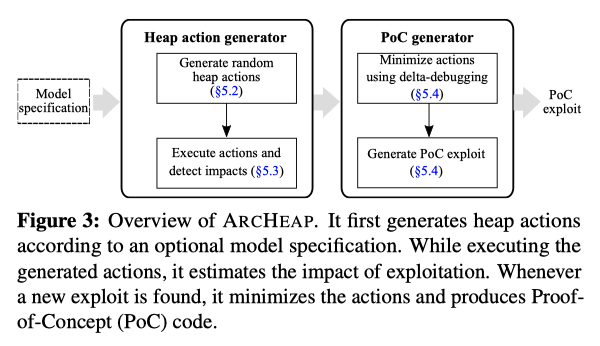 Heap action generator
PoC generator
Model
specification
Generate random
heap actions
(§5.2)
Execute actions and
detect impacts (§5.3)
Minimize actions
using delta-debugging
(§5.4)
Generate PoC exploit
(§5.4)
PoC
exploit
Figure 3: Overview of ARCHEAP. It first generates heap actions
according to an optional model specification. While executing the
generated actions, it estimates the impact of exploitation. Whenever
a new exploit is found, it minimizes the actions and produces Proof-
of-Concept (PoC) code.